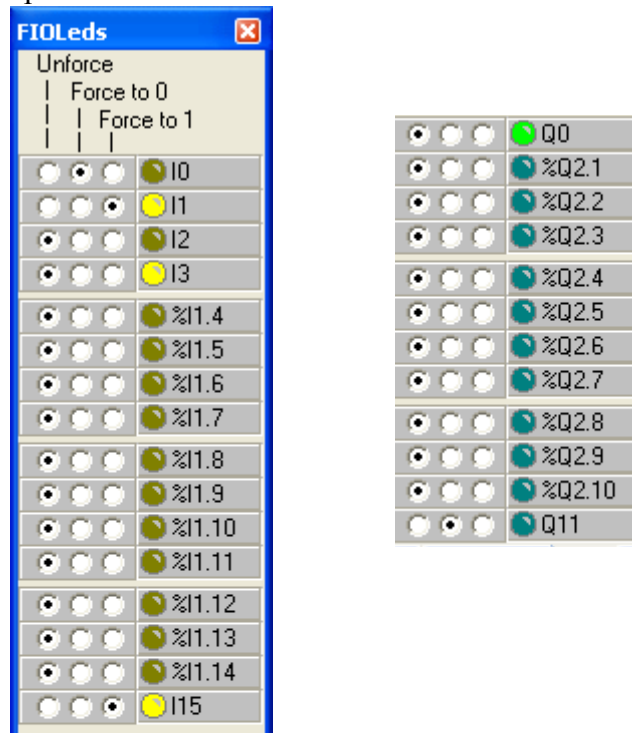 FIOLeds
Unforce
Force to 0
Force to 1
I0
I1
I2
I3
%I1.4
%I1.5
%I1.6
%I1.7
%I1.8
%I1.9
%I1.10
%I1.11
%I1.12
%I1.13
%I1.14
I15
Q0
%Q2.1
%Q2.2
%Q2.3
%Q2.4
%Q2.5
%Q2.6
%Q2.7
%Q2.8
%Q2.9
%Q2.10
Q11